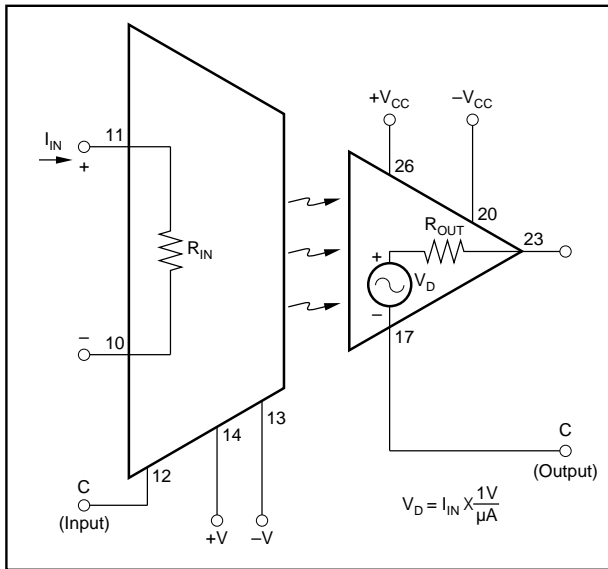 +V_CC
−V_CC
I_IN
+
11
26
20
R_OUT
23
+
V_D
R_IN
−
17
−
10
13
14
12
C
(Input)
+V
−V
C
(Output)
V_D = I_IN X 1V/µA